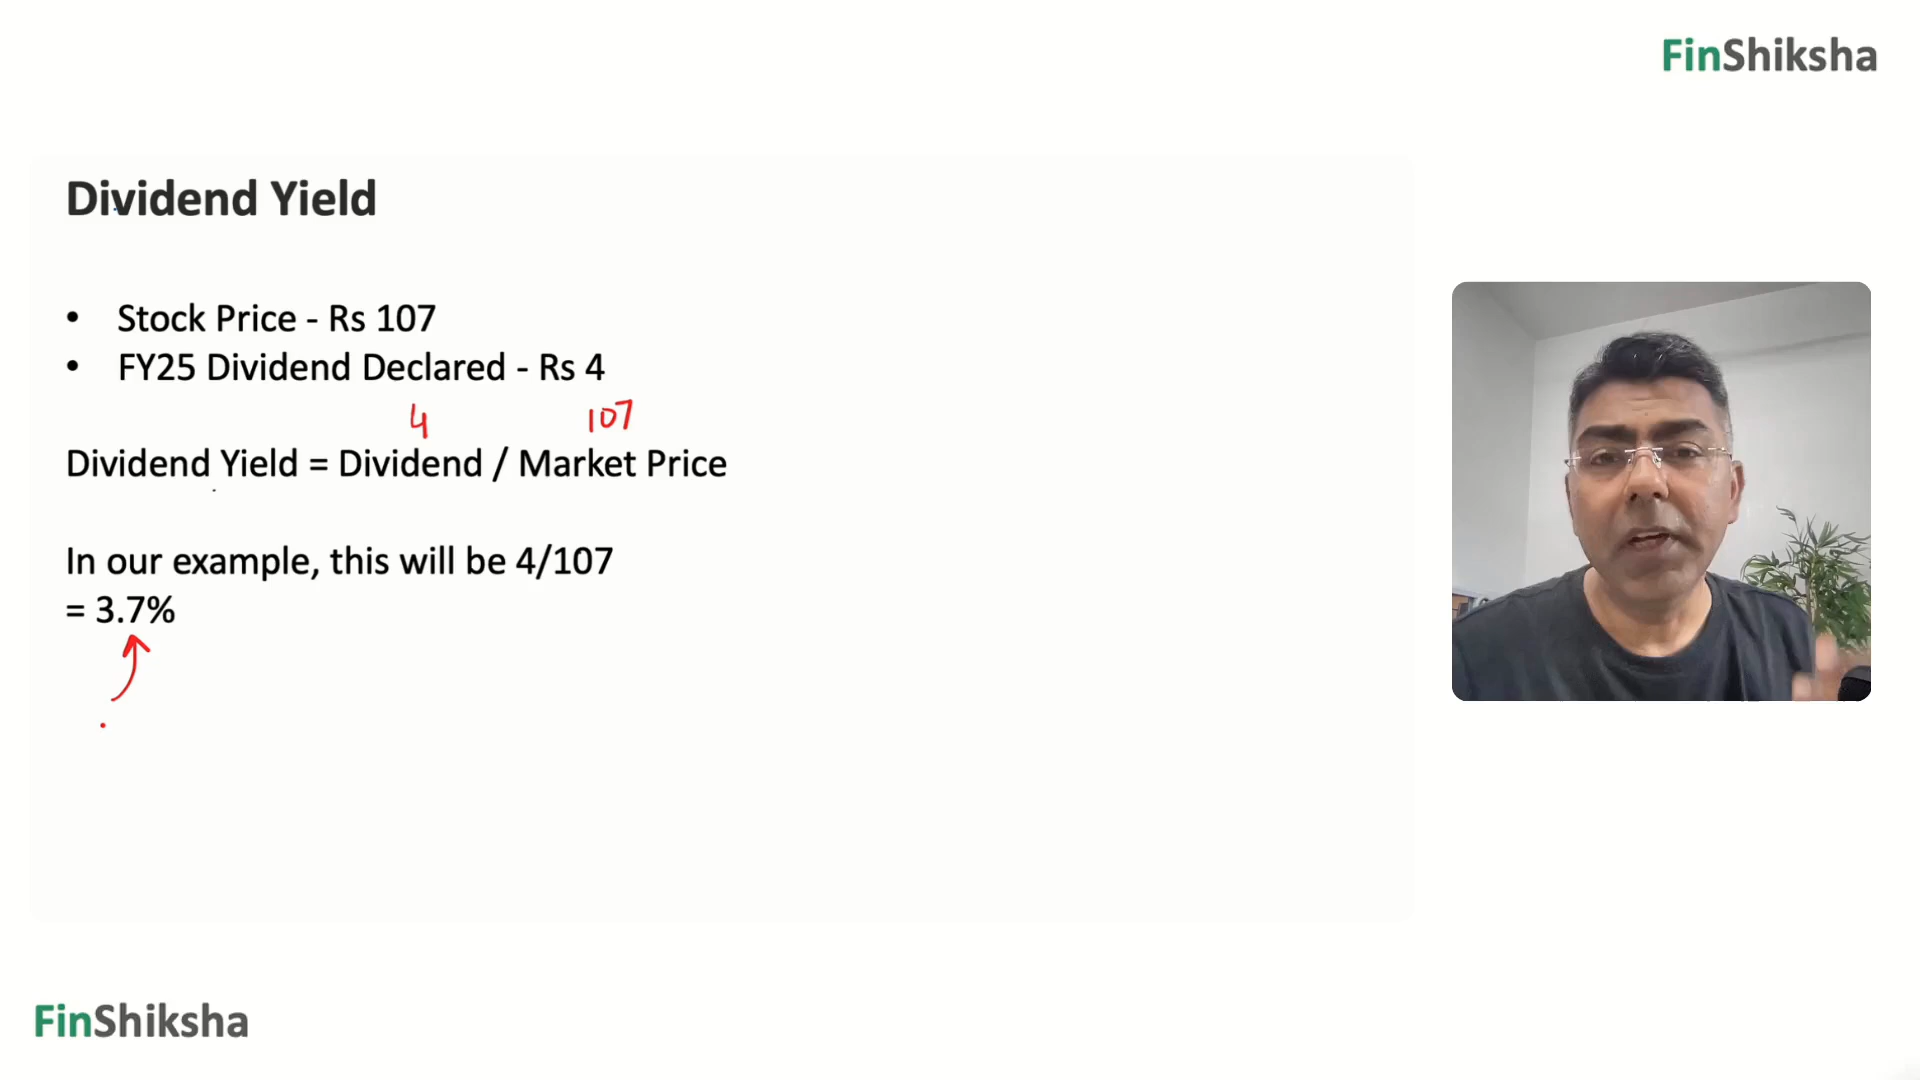 FinShiksha
Dividend Yield
• Stock Price - Rs 107
• FY25 Dividend Declared - Rs 4
4 107
Dividend Yield = Dividend / Market Price
In our example, this will be 4/107
= 3.7%
FinShiksha